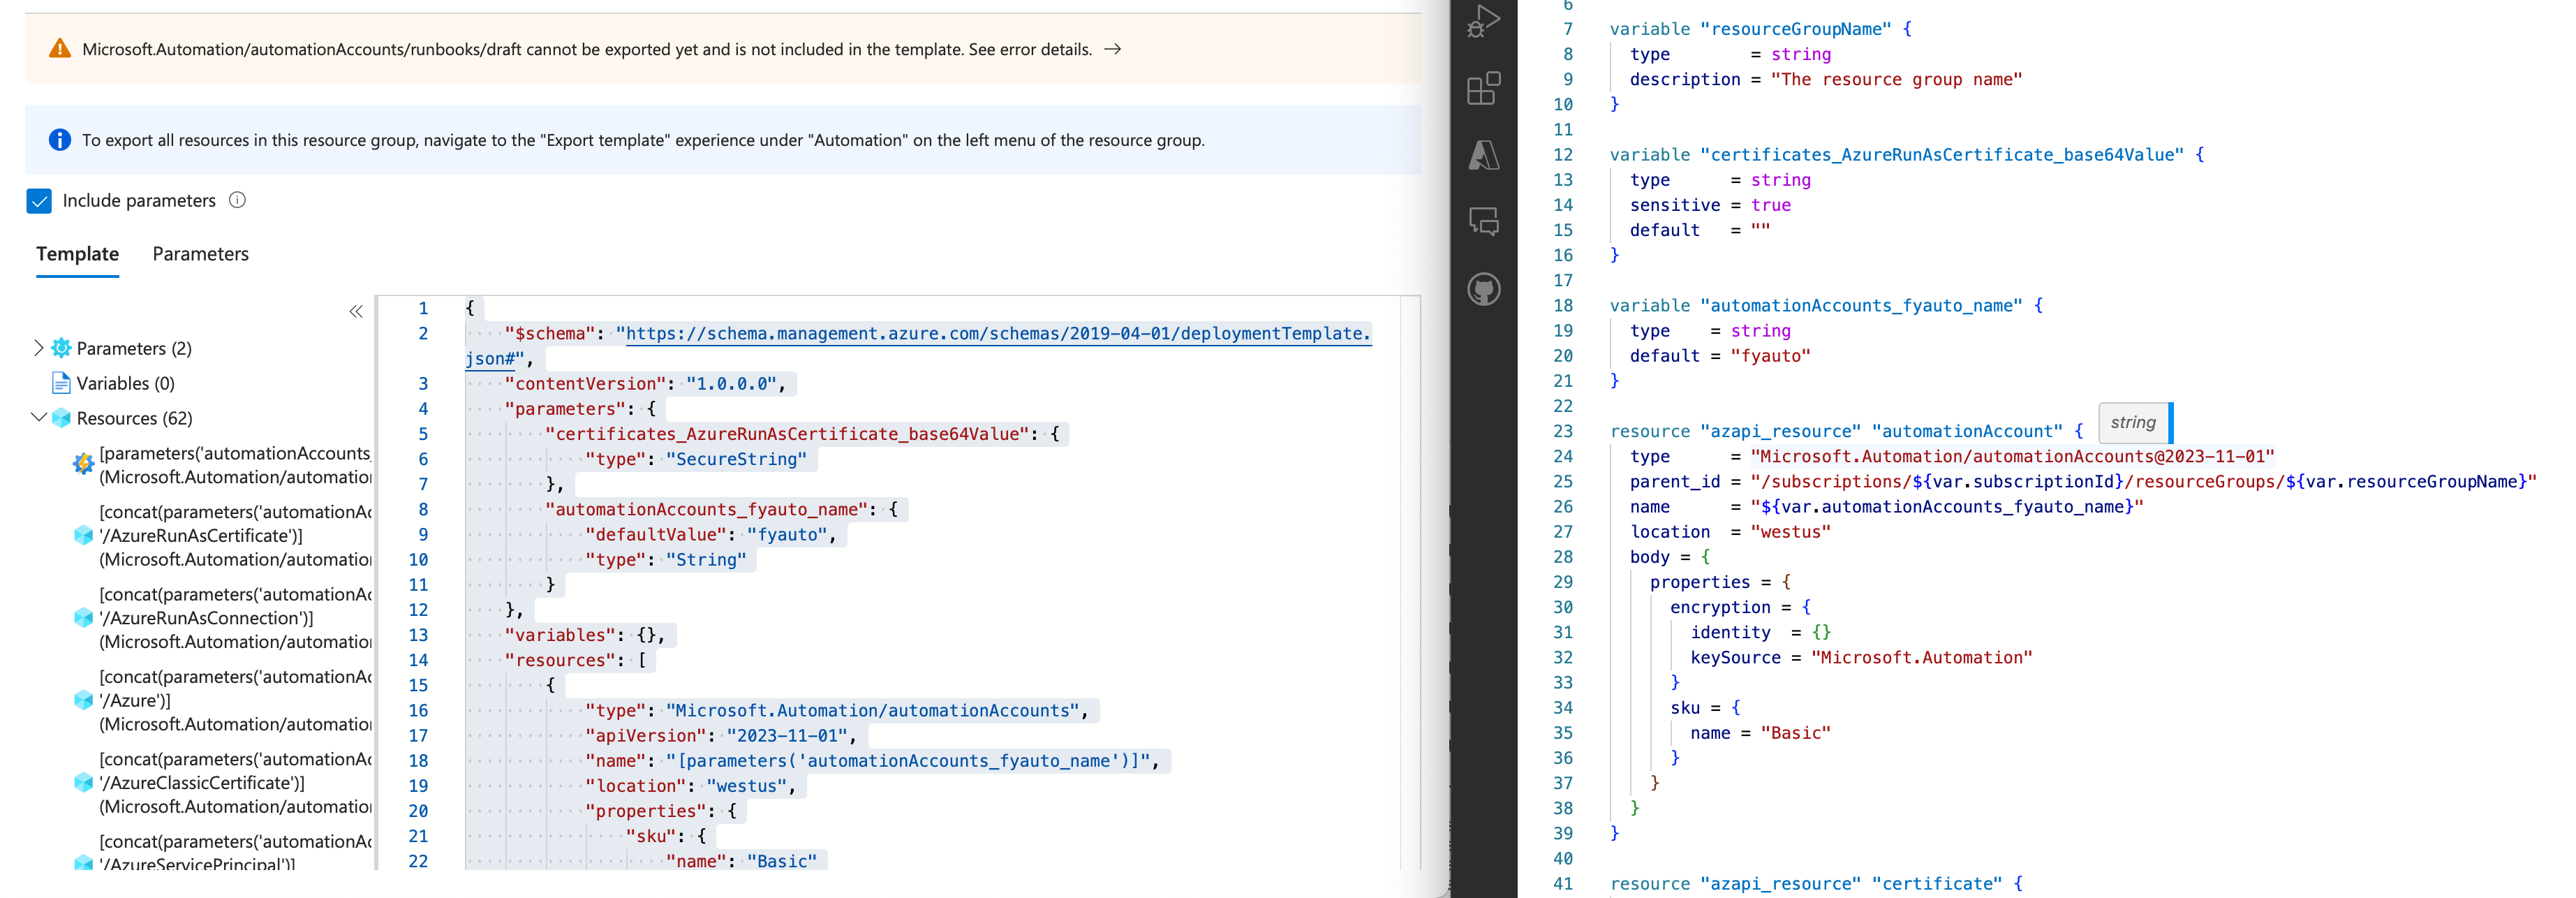 Microsoft.Automation/automationAccounts/runbooks/draft cannot be exported yet and is not included in the template. See error details. →
To export all resources in this resource group, navigate to the "Export template" experience under "Automation" on the left menu of the resource group.
Include parameters
Template Parameters
Parameters (2)
Variables (0)
Resources (62)
[parameters('automationAccounts_
(Microsoft.Automation/automatio
[concat(parameters('automationAc
'/AzureRunAsCertificate')]
(Microsoft.Automation/automatio
[concat(parameters('automationAc
'/AzureRunAsConnection')]
(Microsoft.Automation/automatio
[concat(parameters('automationAc
'/Azure')]
(Microsoft.Automation/automatio
[concat(parameters('automationAc
'/AzureClassicCertificate')]
(Microsoft.Automation/automatio
[concat(parameters('automationAc
'/AzureServicePrincipal')]
1 {
2 "$schema": "https://schema.management.azure.com/schemas/2019-04-01/deploymentTemplate.
json#",
3 "contentVersion": "1.0.0.0",
4 "parameters": {
5 "certificates_AzureRunAsCertificate_base64Value": {
6 "type": "SecureString"
7 },
8 "automationAccounts_fyauto_name": {
9 "defaultValue": "fyauto",
10 "type": "String"
11 }
12 },
13 "variables": {},
14 "resources": [
15 {
16 "type": "Microsoft.Automation/automationAccounts",
17 "apiVersion": "2023-11-01",
18 "name": "[parameters('automationAccounts_fyauto_name')]",
19 "location": "westus",
20 "properties": {
21 "sku": {
22 "name": "Basic"
6
7 variable "resourceGroupName" {
8 type = string
9 description = "The resource group name"
10 }
11
12 variable "certificates_AzureRunAsCertificate_base64Value" {
13 type = string
14 sensitive = true
15 default = ""
16 }
17
18 variable "automationAccounts_fyauto_name" {
19 type = string
20 default = "fyauto"
21 }
22
string
23 resource "azapi_resource" "automationAccount" {
24 type = "Microsoft.Automation/automationAccounts@2023-11-01"
25 parent_id = "/subscriptions/${var.subscriptionId}/resourceGroups/${var.resourceGroupName}"
26 name = "${var.automationAccounts_fyauto_name}"
27 location = "westus"
28 body = {
29 properties = {
30 encryption = {
31 identity = {}
32 keySource = "Microsoft.Automation"
33 }
34 sku = {
35 name = "Basic"
36 }
37 }
38 }
39 }
40
41 resource "azapi_resource" "certificate" {